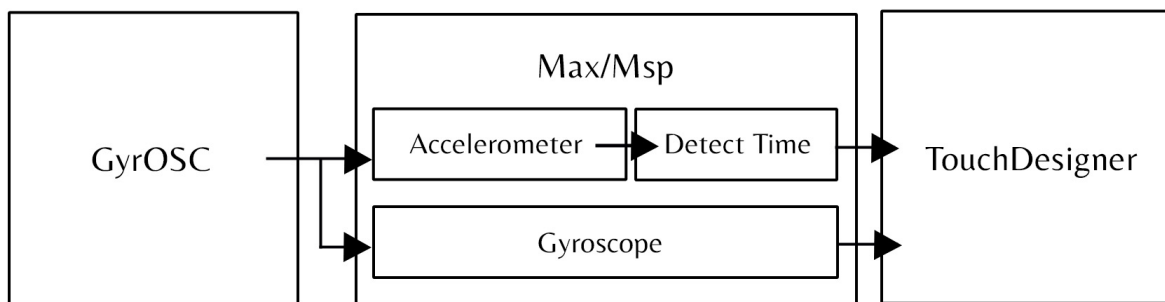 GyrOSC
Max/Msp
Accelerometer
Detect Time
Gyroscope
TouchDesigner